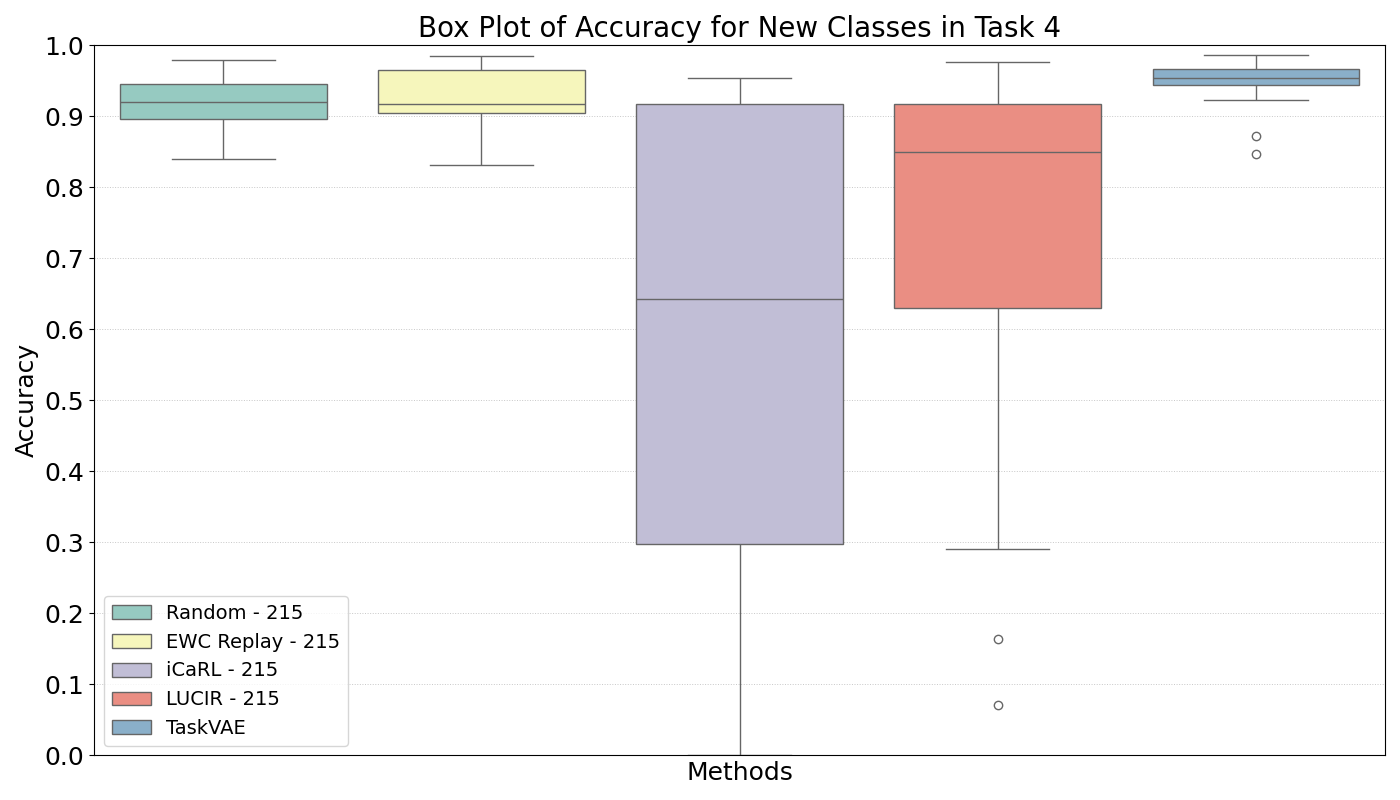 Box Plot of Accuracy for New Classes in Task 4
1.0
0.9
0.8
0.7
0.6
0.5
0.4
0.3
0.2
0.1
0.0
Accuracy
Random - 215
EWC Replay - 215
iCaRL - 215
LUCIR - 215
TaskVAE
Methods